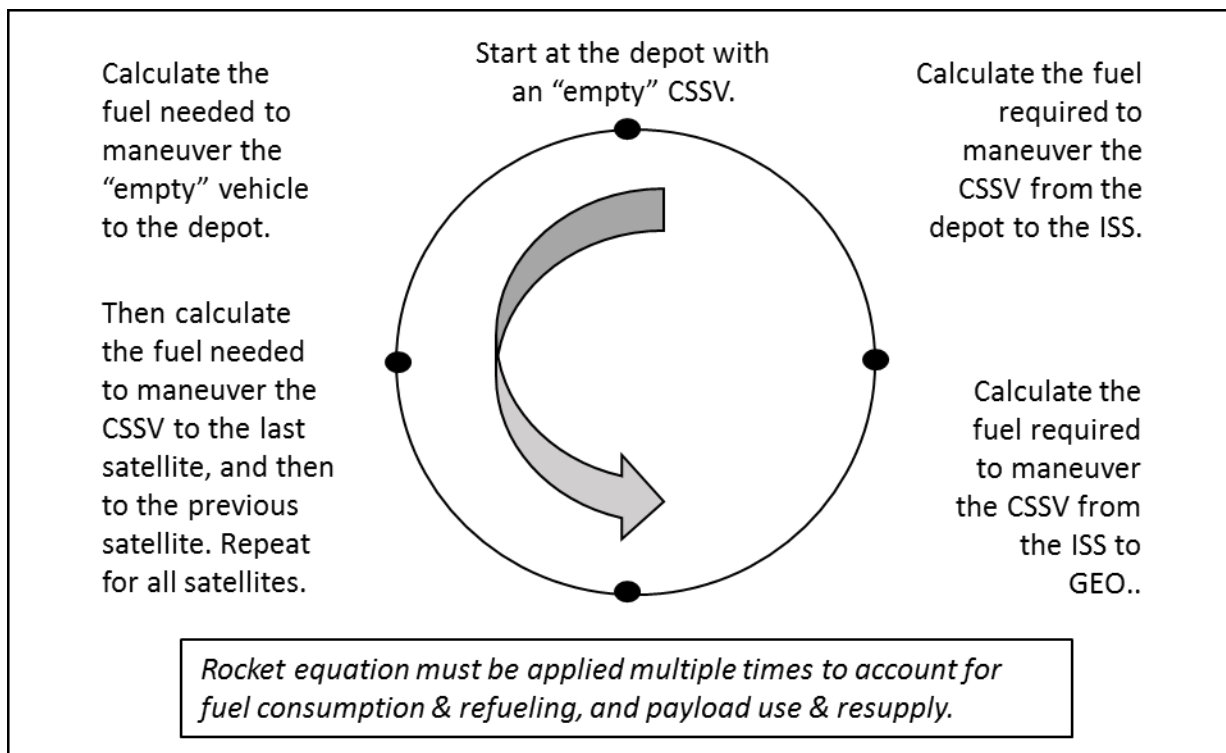 Start at the depot with
an “empty” CSSV.
Calculate the
fuel needed to
maneuver the
“empty” vehicle
to the depot.
Then calculate
the fuel needed
to maneuver the
CSSV to the last
satellite, and then
to the previous
satellite. Repeat
for all satellites.
Calculate the fuel
required to
maneuver the
CSSV from the
depot to the ISS.
Calculate the
fuel required
to maneuver
the CSSV from
the ISS to
GEO..
Rocket equation must be applied multiple times to account for
fuel consumption & refueling, and payload use & resupply.